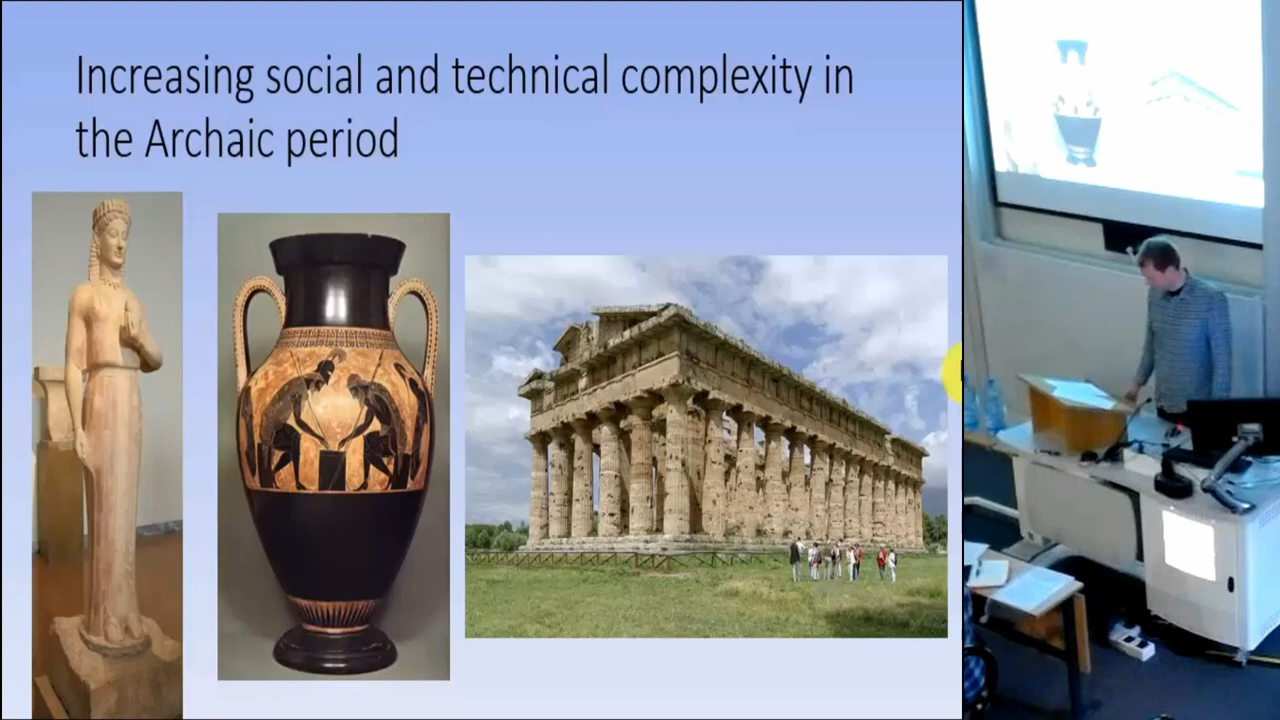 Increasing social and technical complexity in
the Archaic period